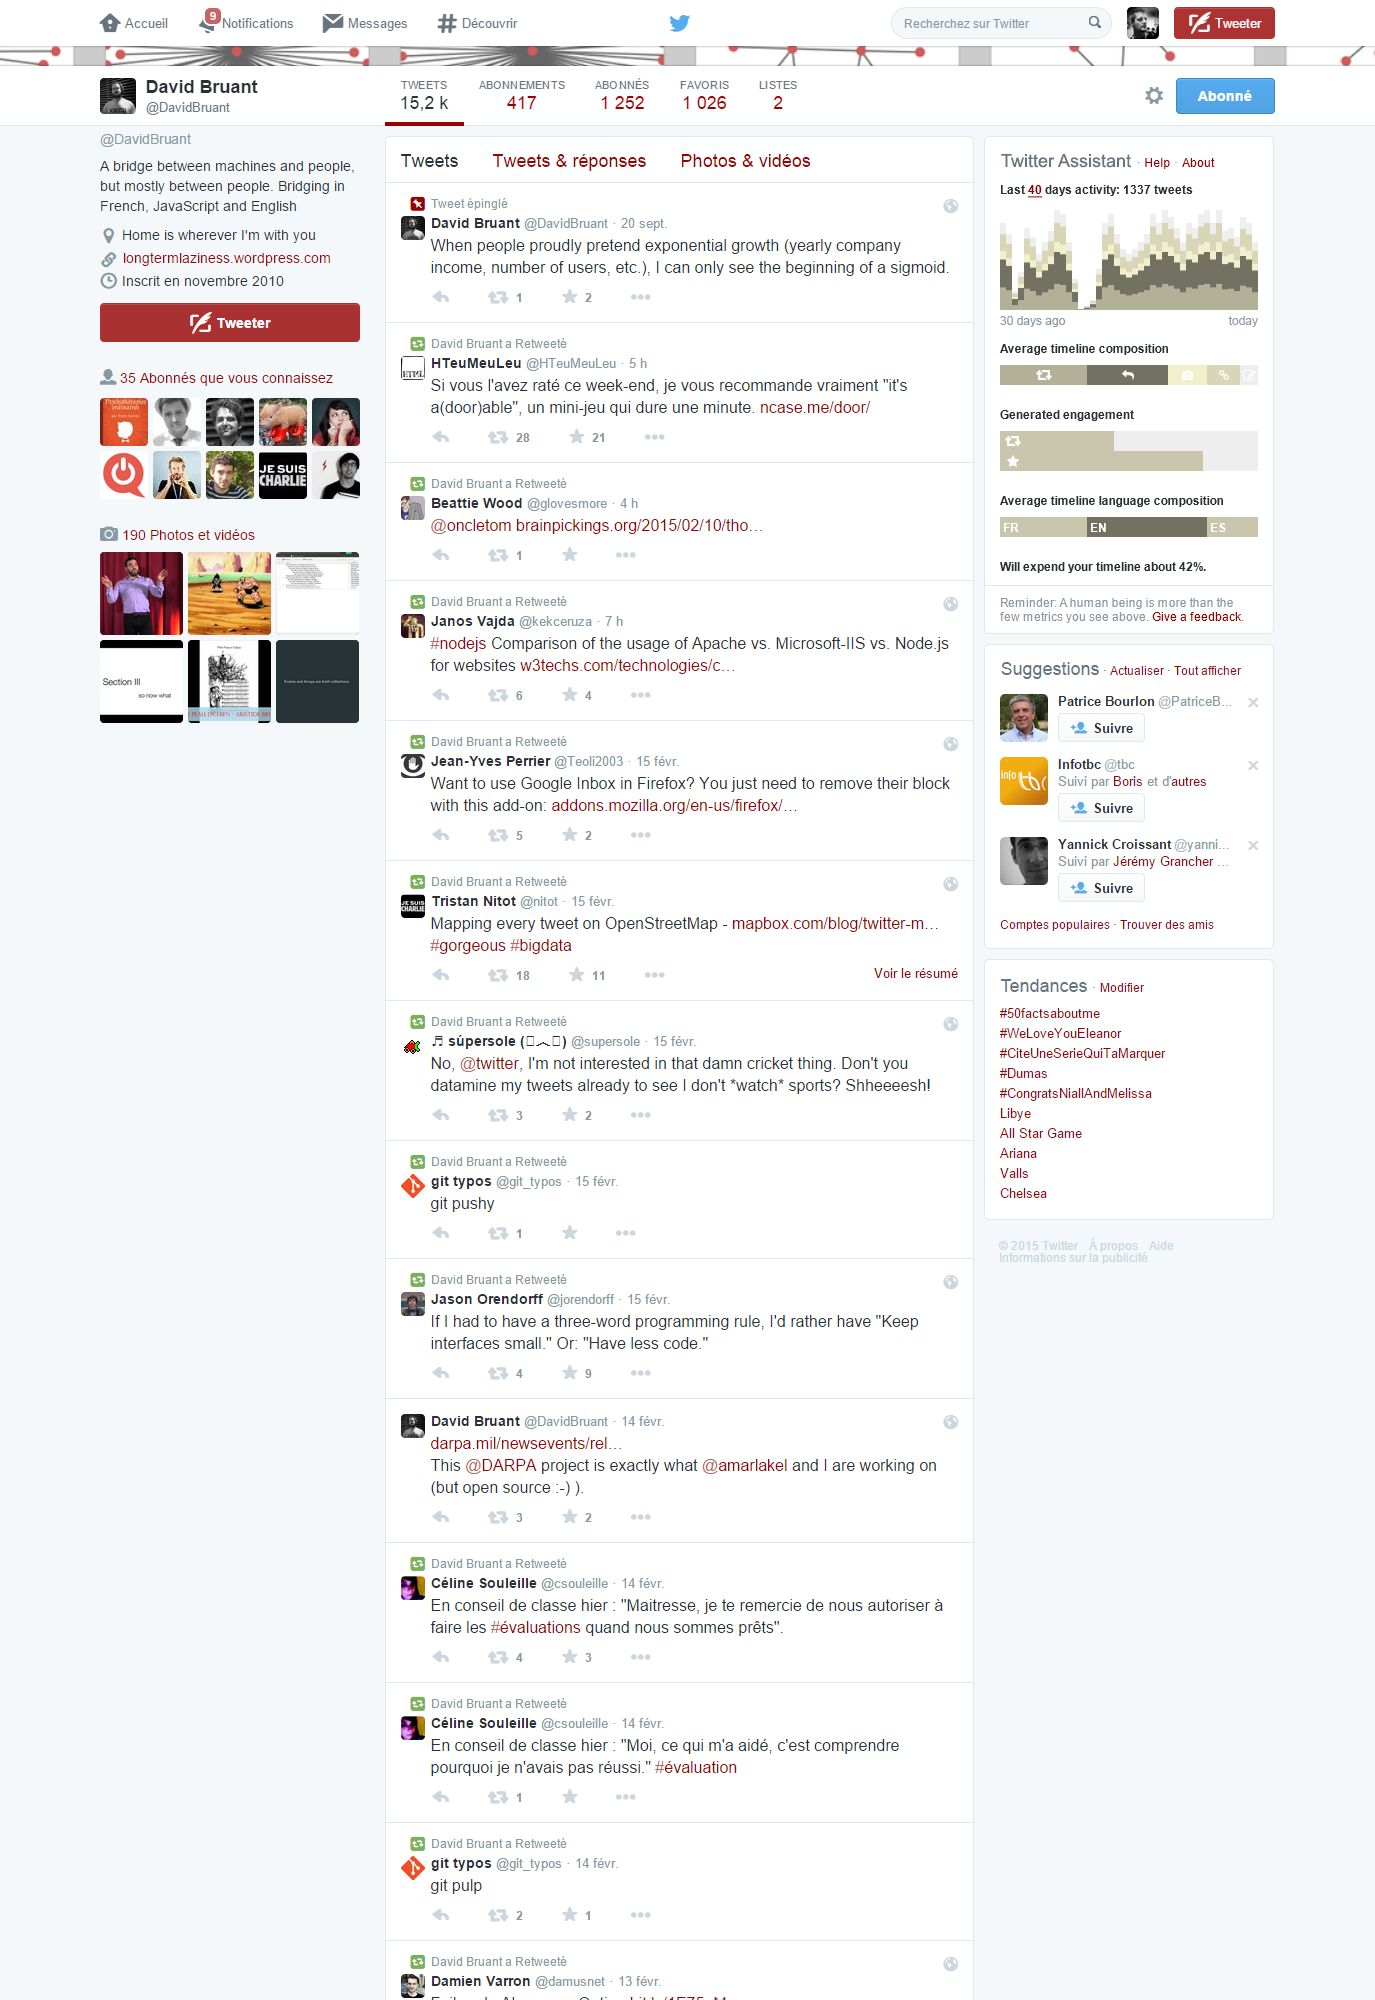 Accueil
9
Notifications
Messages
Découvrir
Recherchez sur Twitter
Tweeter
David Bruant
@DavidBruant
TWEETS
15,2 k
ABONNEMENTS
417
ABONNÉS
1 252
FAVORIS
1 026
LISTES
2
Abonné
@DavidBruant
A bridge between machines and people,
but mostly between people. Bridging in
French, JavaScript and English
Home is wherever I'm with you
longtermlaziness.wordpress.com
Inscrit en novembre 2010
Tweeter
35 Abonnés que vous connaissez
JE SUIS
CHARLIE
190 Photos et vidéos
Section III
so now what
Events and Arrays are both collections
PEAU D'CHIEN - ARISTIDE BR
Tweets
Tweets & réponses
Photos & vidéos
Tweet épinglé
David Bruant @DavidBruant · 20 sept.
When people proudly pretend exponential growth (yearly company
income, number of users, etc.), I can only see the beginning of a sigmoid.
1
2
David Bruant a Retweeté
HTeuMeuLeu @HTeuMeuLeu · 5 h
Si vous l'avez raté ce week-end, je vous recommande vraiment "it's
a(door)able", un mini-jeu qui dure une minute. ncase.me/door/
28
21
David Bruant a Retweeté
Beattie Wood @glovesmore · 4 h
@oncletom brainpickings.org/2015/02/10/tho…
1
David Bruant a Retweeté
Janos Vajda @kekceruza · 7 h
#nodejs Comparison of the usage of Apache vs. Microsoft-IIS vs. Node.js
for websites w3techs.com/technologies/c…
6
4
David Bruant a Retweeté
Jean-Yves Perrier @Teoli2003 · 15 févr.
Want to use Google Inbox in Firefox? You just need to remove their block
with this add-on: addons.mozilla.org/en-us/firefox/…
5
2
David Bruant a Retweeté
JE SUIS
CHARLIE
Tristan Nitot @nitot · 15 févr.
Mapping every tweet on OpenStreetMap - mapbox.com/blog/twitter-m…
#gorgeous #bigdata
18
11
Voir le résumé
David Bruant a Retweeté
♬ súpersole (▯︵▯) @supersole · 15 févr.
No, @twitter, I'm not interested in that damn cricket thing. Don't you
datamine my tweets already to see I don't *watch* sports? Shheeeesh!
3
2
David Bruant a Retweeté
git typos @git_typos · 15 févr.
git pushy
1
David Bruant a Retweeté
Jason Orendorff @jorendorff · 15 févr.
If I had to have a three-word programming rule, I'd rather have "Keep
interfaces small." Or: "Have less code."
4
9
David Bruant @DavidBruant · 14 févr.
darpa.mil/newsevents/rel…
This @DARPA project is exactly what @amarlakel and I are working on
(but open source :-) ).
3
2
David Bruant a Retweeté
Céline Souleille @csouleille · 14 févr.
En conseil de classe hier : "Maitresse, je te remercie de nous autoriser à
faire les #évaluations quand nous sommes prêts".
4
3
David Bruant a Retweeté
Céline Souleille @csouleille · 14 févr.
En conseil de classe hier : "Moi, ce qui m'a aidé, c'est comprendre
pourquoi je n'avais pas réussi." #évaluation
1
David Bruant a Retweeté
git typos @git_typos · 14 févr.
git pulp
2
1
David Bruant a Retweeté
Damien Varron @damusnet · 13 févr.
Twitter Assistant · Help · About
Last 40 days activity: 1337 tweets
30 days ago
today
Average timeline composition
Generated engagement
Average timeline language composition
FR
EN
ES
Will expend your timeline about 42%.
Reminder: A human being is more than the
few metrics you see above. Give a feedback.
Suggestions · Actualiser · Tout afficher
Patrice Bourlon @PatriceB...
Suivre
info tbc
Infotbc @tbc
Suivi par Boris et d'autres
Suivre
Yannick Croissant @yanni...
Suivi par Jérémy Grancher ...
Suivre
Comptes populaires · Trouver des amis
Tendances · Modifier
#50factsaboutme
#WeLoveYouEleanor
#CiteUneSerieQuiTaMarquer
#Dumas
#CongratsNiallAndMelissa
Libye
All Star Game
Ariana
Valls
Chelsea
© 2015 Twitter À propos Aide
Informations sur la publicité